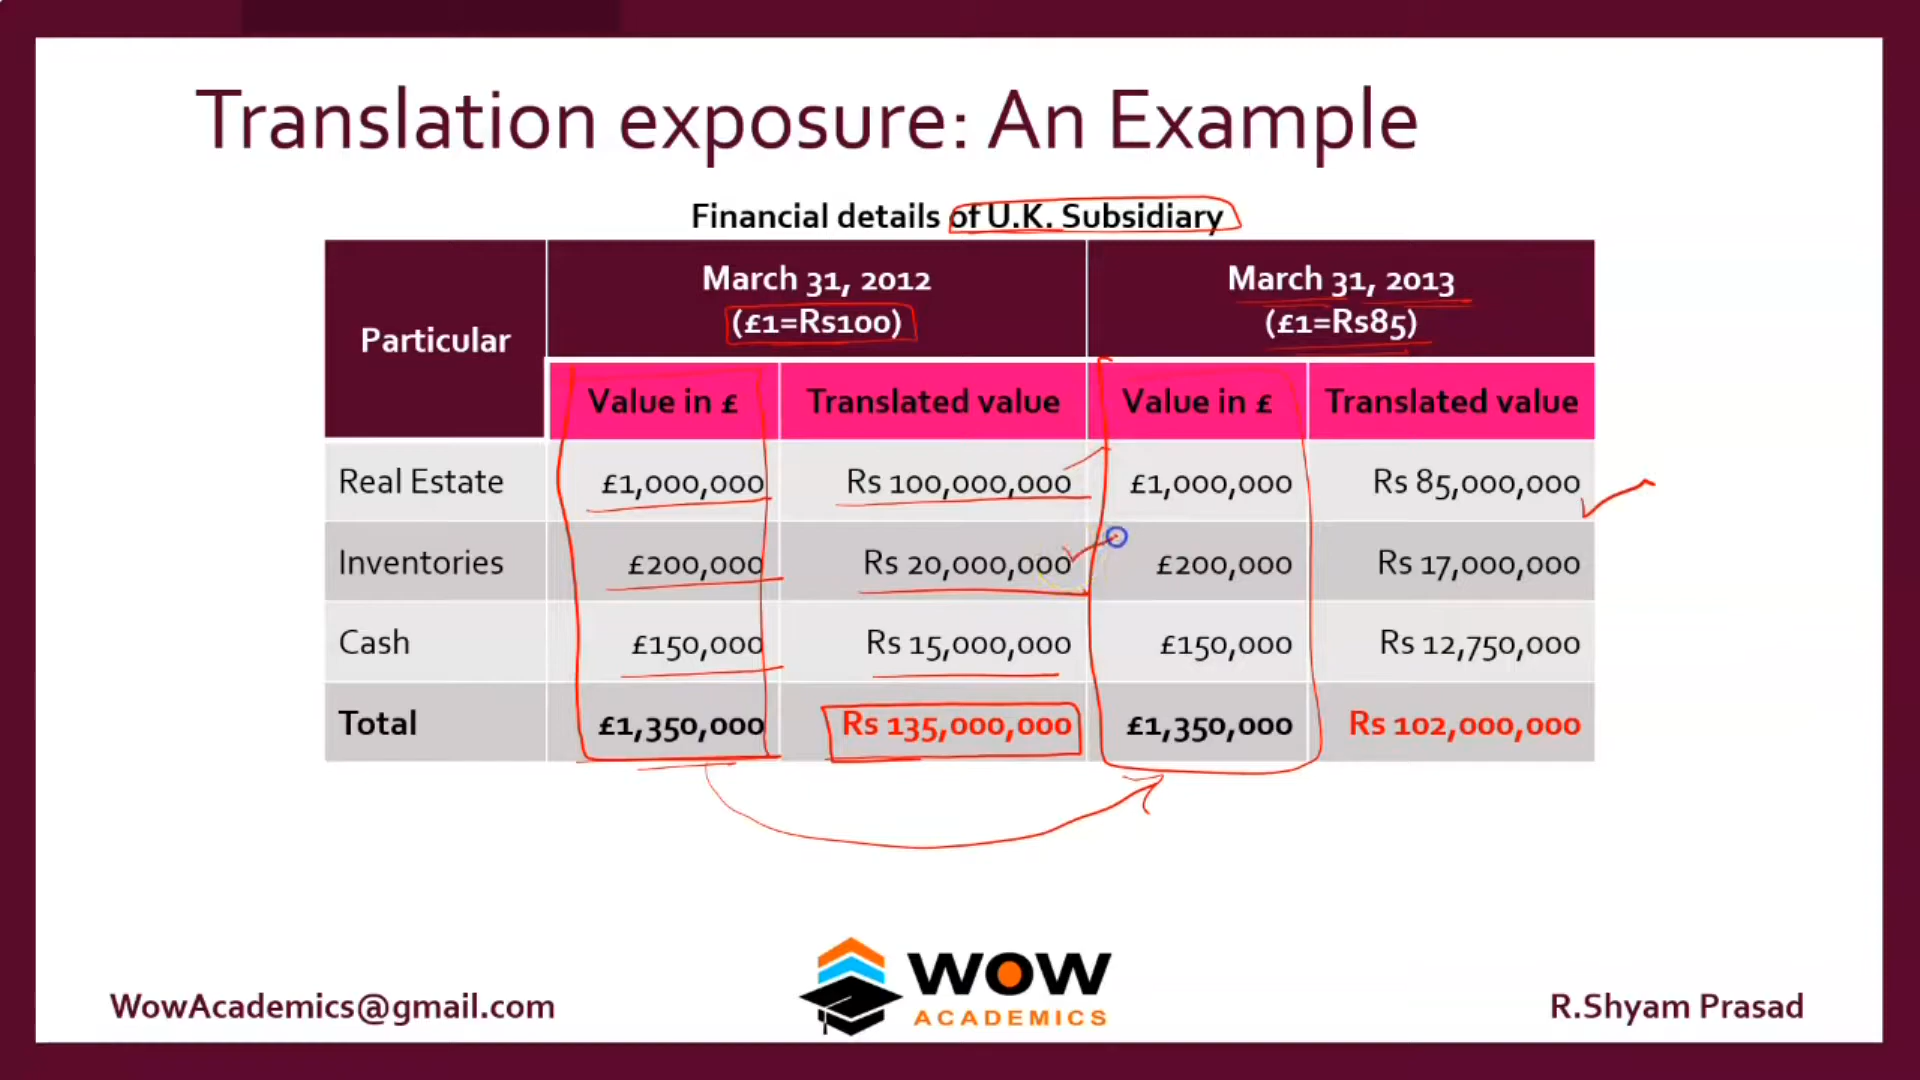 Translation exposure: An Example
Financial details of U.K. Subsidiary
Particular
March 31, 2012
(£1=Rs100)
March 31, 2013
(£1=Rs85)
Value in £ Translated value Value in £ Translated value
Real Estate £1,000,000 Rs 100,000,000 £1,000,000 Rs 85,000,000
Inventories £200,000 Rs 20,000,000 £200,000 Rs 17,000,000
Cash £150,000 Rs 15,000,000 £150,000 Rs 12,750,000
Total £1,350,000 Rs 135,000,000 £1,350,000 Rs 102,000,000
WowAcademics@gmail.com
WOW
ACADEMICS
R.Shyam Prasad